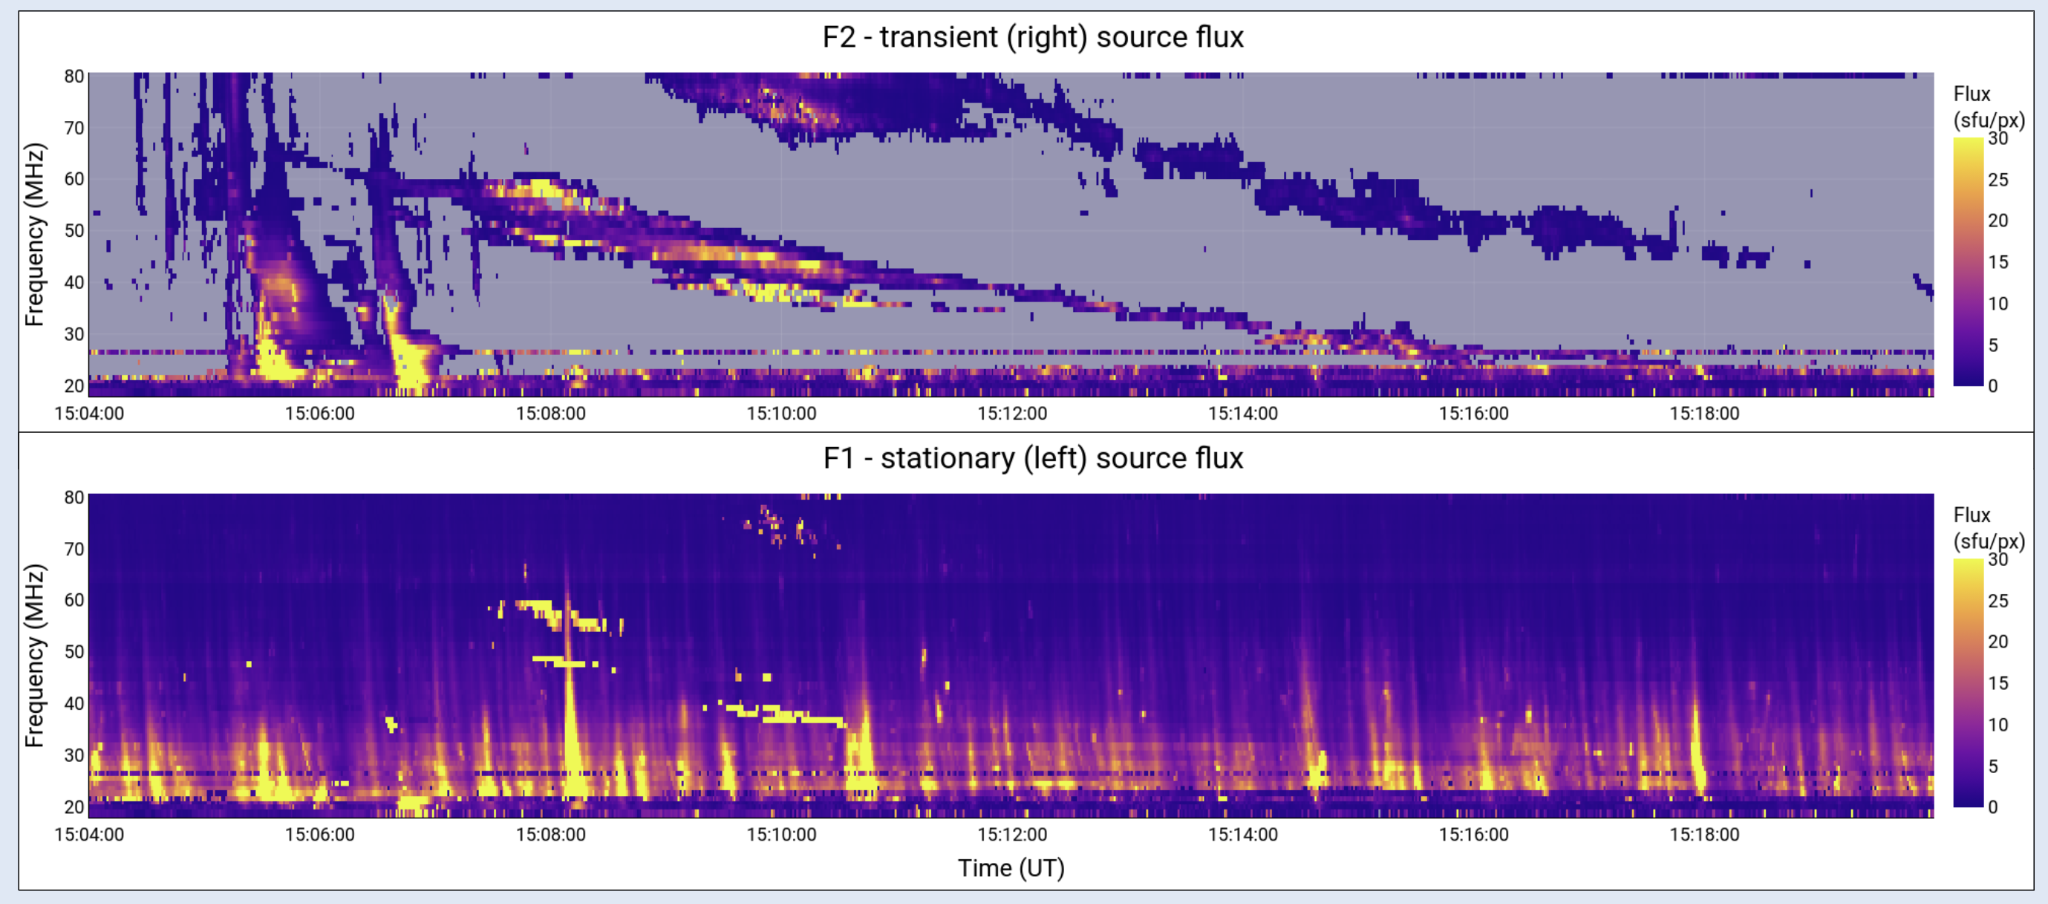 F2 - transient (right) source flux
Frequency (MHz)
80
70
60
50
40
30
20
15:04:00 15:06:00 15:08:00 15:10:00 15:12:00 15:14:00 15:16:00 15:18:00
Flux
(sfu/px)
30
25
20
15
10
5
0
F1 - stationary (left) source flux
Frequency (MHz)
80
70
60
50
40
30
20
15:04:00 15:06:00 15:08:00 15:10:00 15:12:00 15:14:00 15:16:00 15:18:00
Time (UT)
Flux
(sfu/px)
30
25
20
15
10
5
0